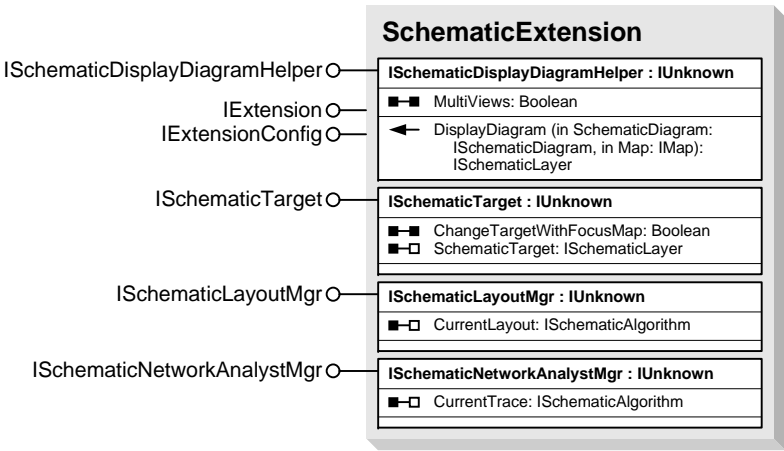 SchematicExtension
ISchematicDisplayDiagramHelper
ISchematicDisplayDiagramHelper : IUnknown
IExtension
MultiViews: Boolean
IExtensionConfig
DisplayDiagram (in SchematicDiagram:
ISchematicDiagram, in Map: IMap):
ISchematicLayer
ISchematicTarget
ISchematicTarget : IUnknown
ChangeTargetWithFocusMap: Boolean
SchematicTarget: ISchematicLayer
ISchematicLayoutMgr
ISchematicLayoutMgr : IUnknown
CurrentLayout: ISchematicAlgorithm
ISchematicNetworkAnalystMgr
ISchematicNetworkAnalystMgr : IUnknown
CurrentTrace: ISchematicAlgorithm